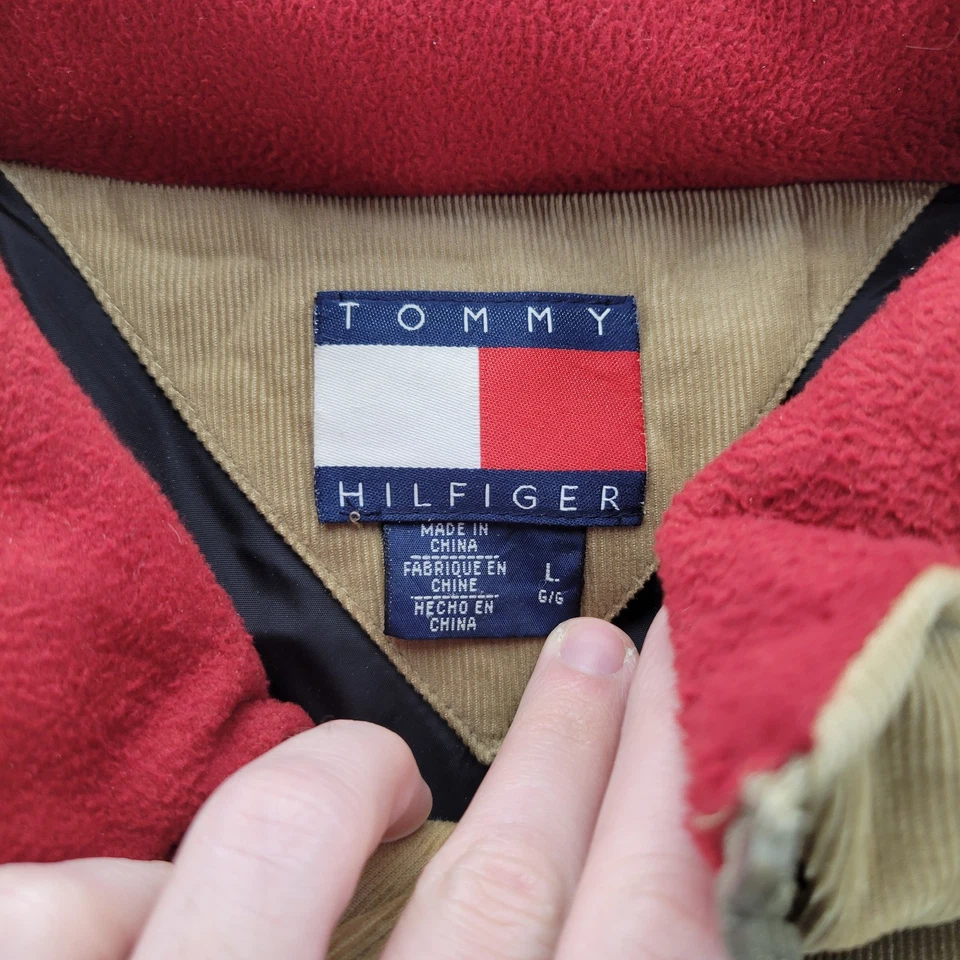 TOMMY
HILFIGER
MADE IN
CHINA
FABRIQUE EN
CHINE
HECHO EN
CHINA
L
G/G